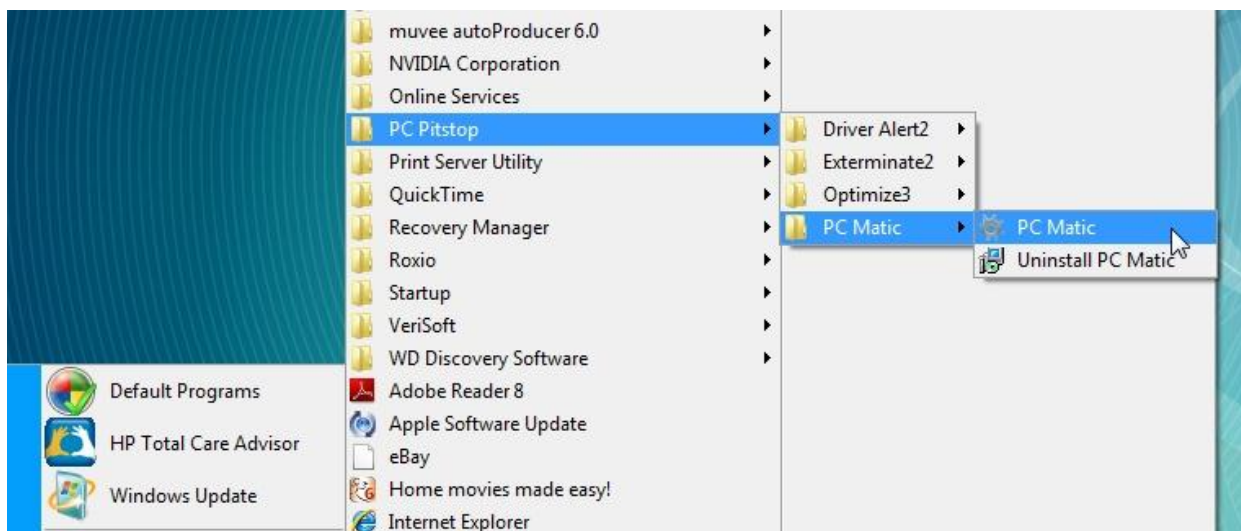 muvee autoProducer 6.0
NVIDIA Corporation
Online Services
PC Pitstop
Print Server Utility
QuickTime
Recovery Manager
Roxio
Startup
VeriSoft
WD Discovery Software
Adobe Reader 8
Apple Software Update
eBay
Home movies made easy!
Internet Explorer
Driver Alert2
Exterminate2
Optimize3
PC Matic
PC Matic
Uninstall PC Matic
Default Programs
HP Total Care Advisor
Windows Update